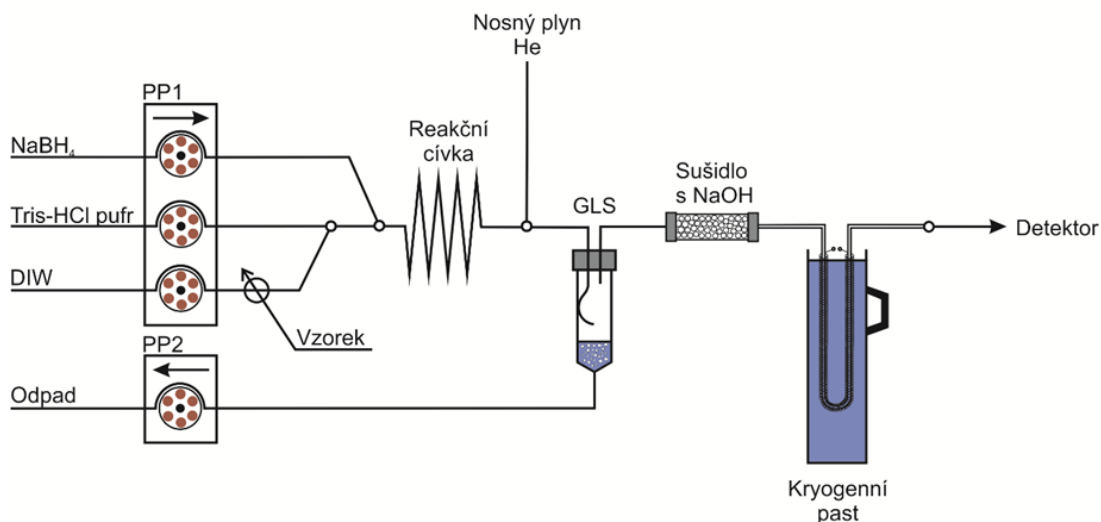 Nosný plyn
He
PP1
NaBH₄
Reakční
cívka
Sušidlo
s NaOH
Tris-HCl pufr
GLS
Detektor
DIW
Vzorek
PP2
Odpad
Kryogenní
past